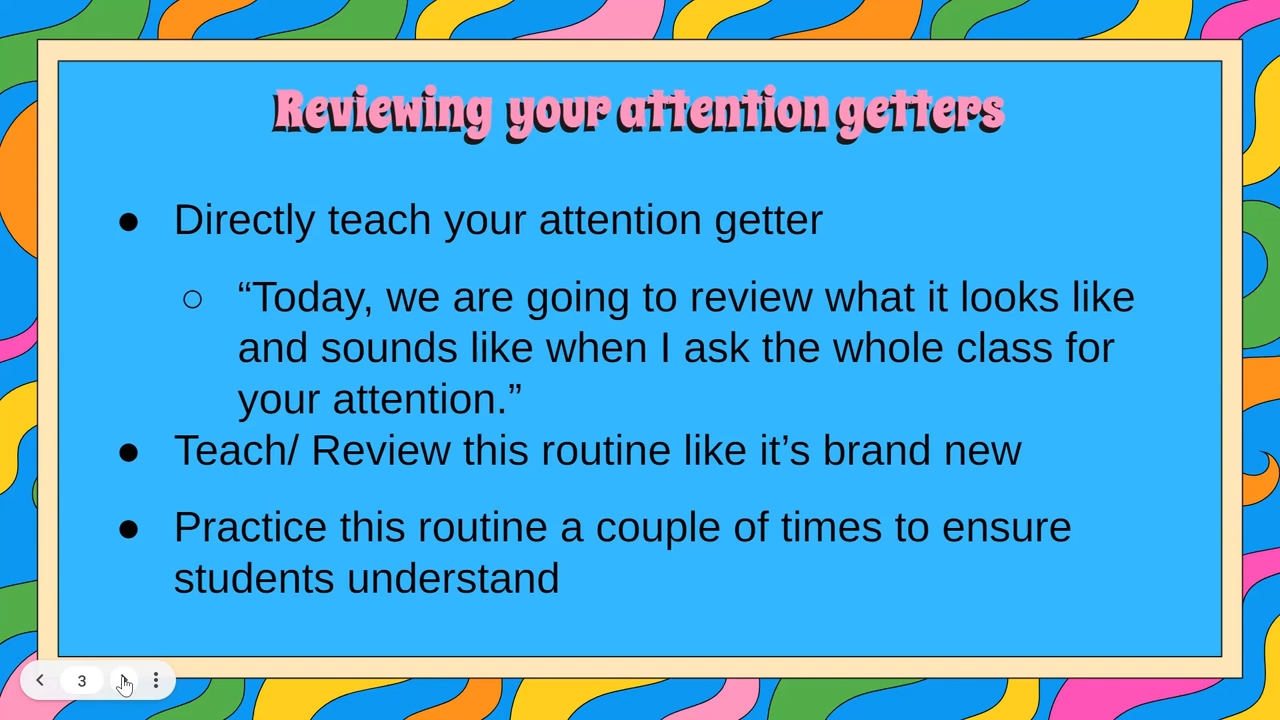 Reviewing your attention getters
● Directly teach your attention getter
○ “Today, we are going to review what it looks like
and sounds like when I ask the whole class for
your attention.”
● Teach/ Review this routine like it’s brand new
● Practice this routine a couple of times to ensure
students understand
3